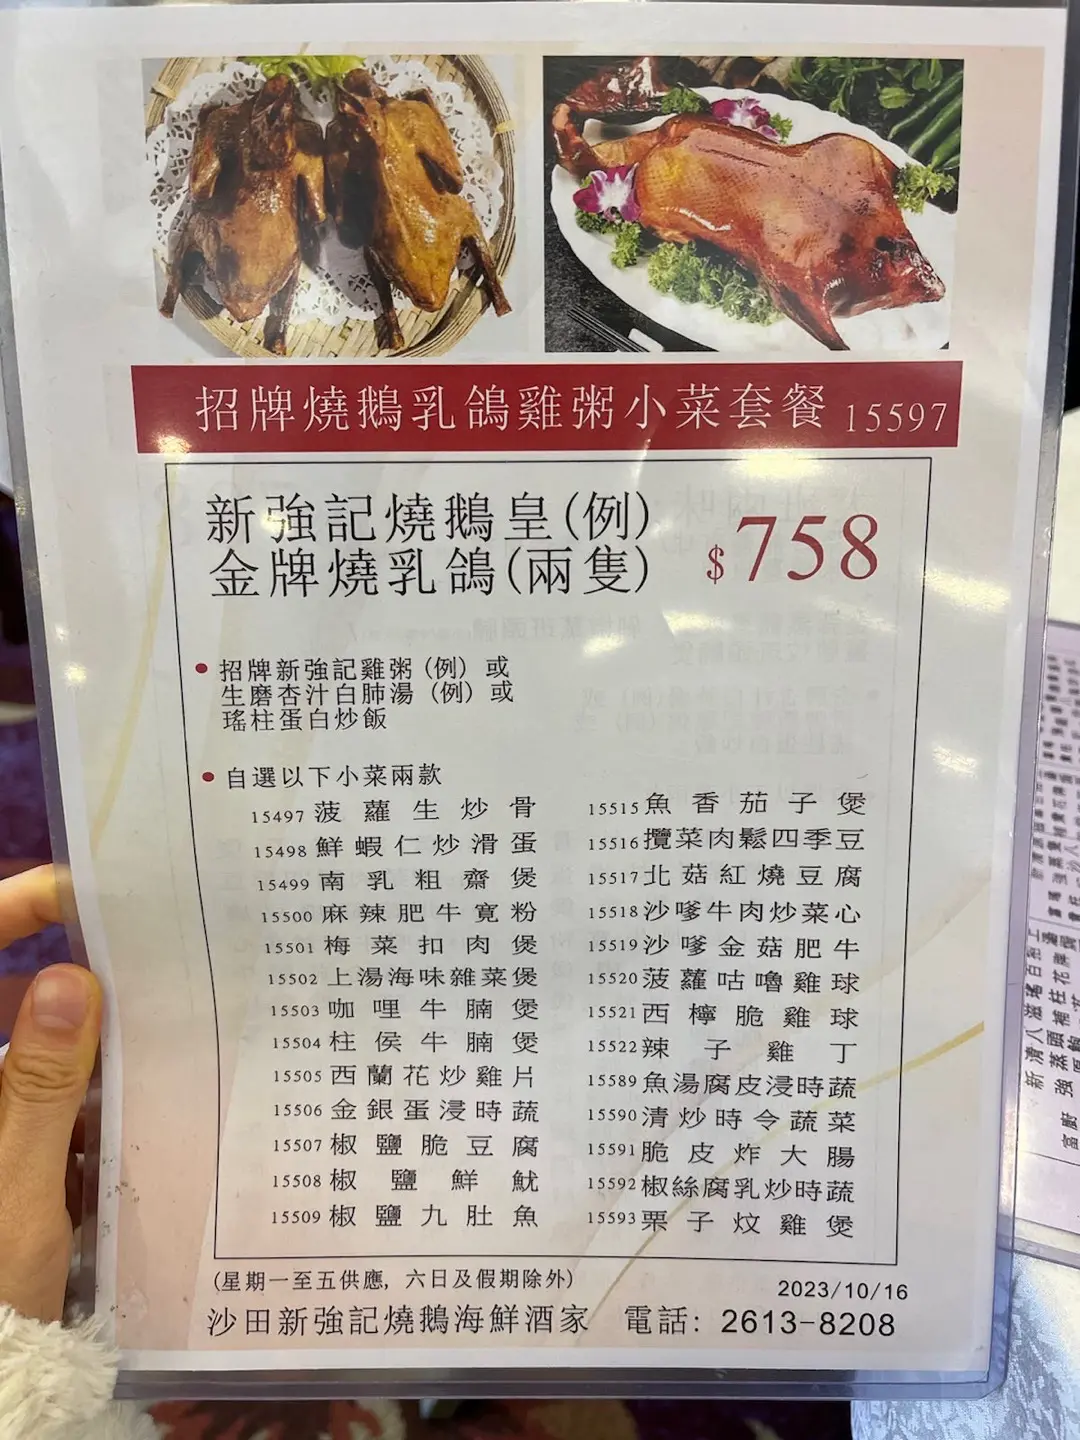 招牌燒鵝乳鴿雞粥小菜套餐 15597
新強記燒鵝皇(例)
金牌燒乳鴿(兩隻)
$758
招牌新強記雞粥 (例) 或
生磨杏汁白肺湯 (例) 或
瑤柱蛋白炒飯
自選以下小菜兩款
15497 菠蘿生炒骨
15498 鮮蝦仁炒滑蛋
15499 南乳粗齋煲
15500 麻辣肥牛寬粉
15501 梅菜扣肉煲
15502 上湯海味雜菜煲
15503 咖哩牛腩煲
15504 柱侯牛腩煲
15505 西蘭花炒雞片
15506 金銀蛋浸時蔬
15507 椒鹽脆豆腐
15508 椒鹽鮮魷
15509 椒鹽九肚魚
15515 魚香茄子煲
15516 攬菜肉鬆四季豆
15517 北菇紅燒豆腐
15518 沙嗲牛肉炒菜心
15519 沙嗲金菇肥牛
15520 菠蘿咕嚕雞球
15521 西檸脆雞球
15522 辣子雞丁
15589 魚湯腐皮浸時蔬
15590 清炒時令蔬菜
15591 脆皮炸大腸
15592 椒絲腐乳炒時蔬
15593 栗子炆雞煲
(星期一至五供應, 六日及假期除外)
2023/10/16
沙田新強記燒鵝海鮮酒家 電話: 2613-8208